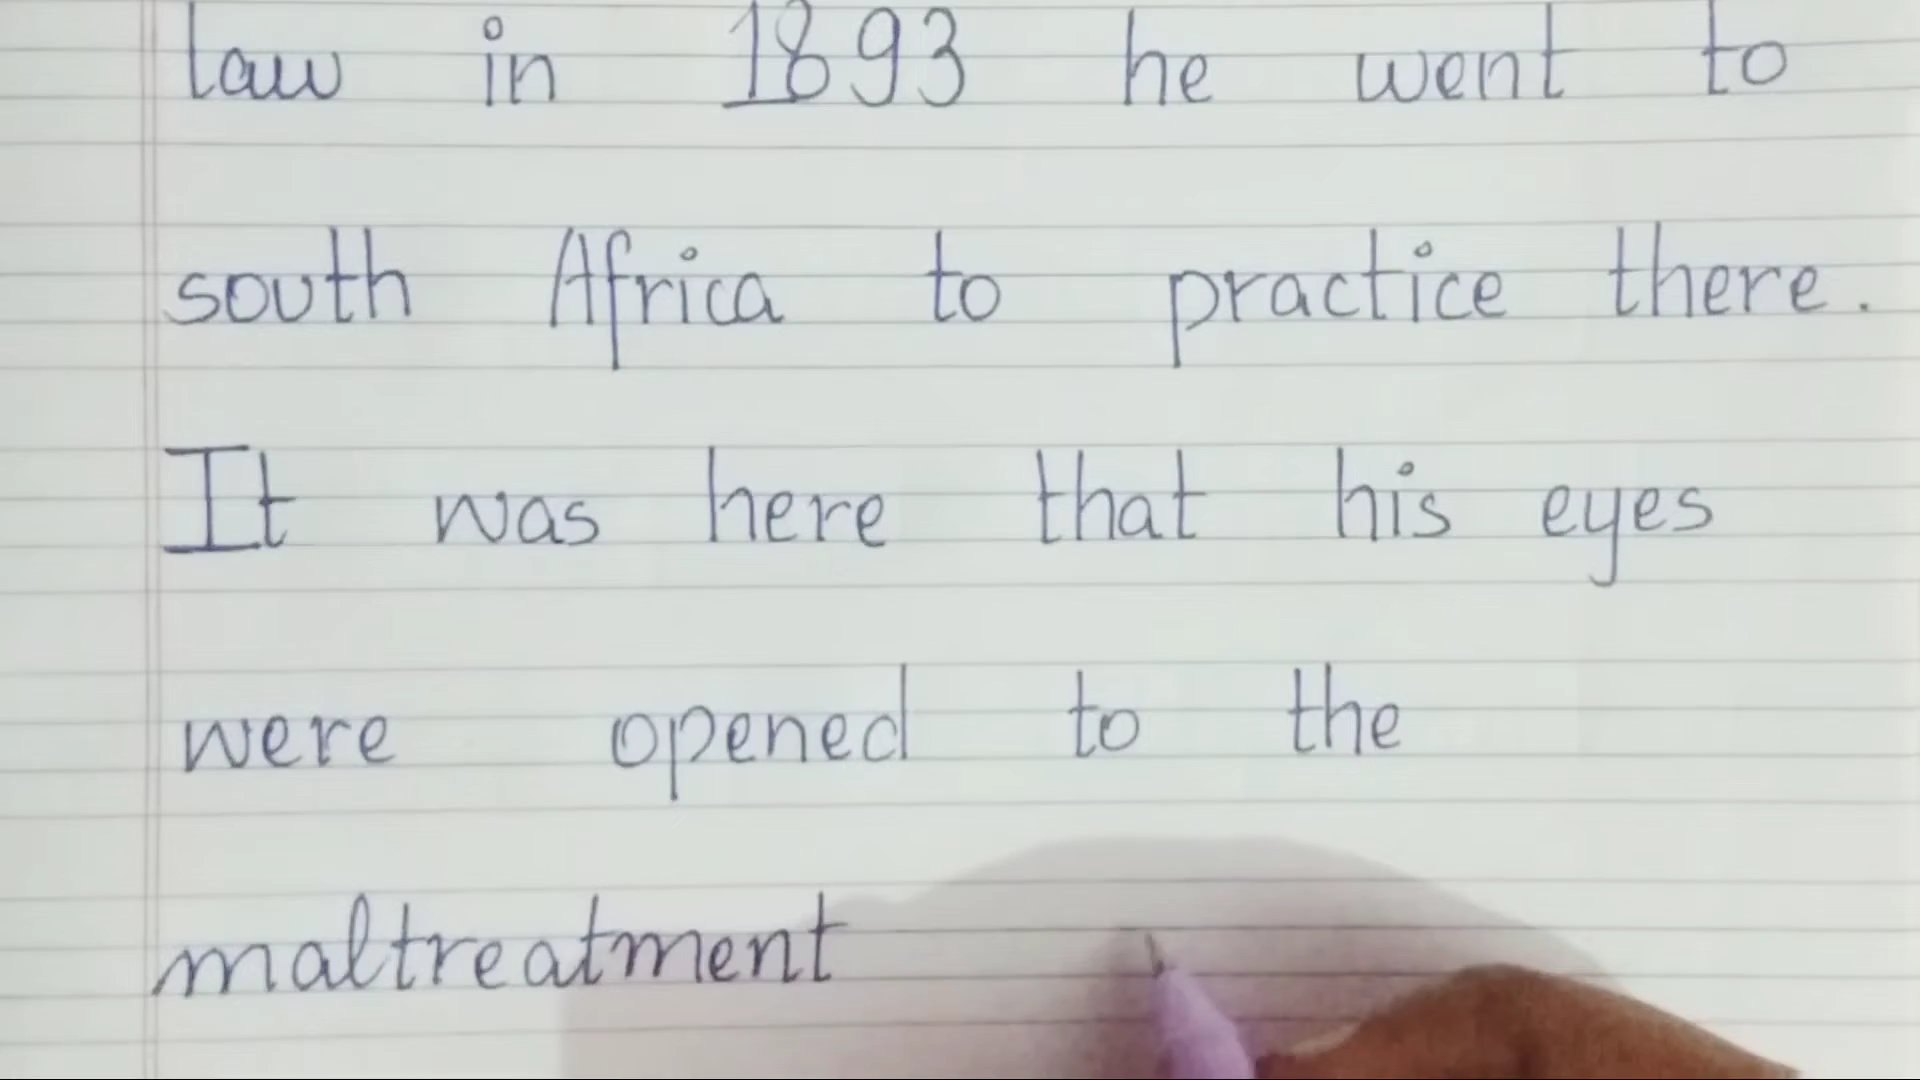 law in 1893 he went to
south Africa to practice there.
It was here that his eyes
were opened to the
maltreatment